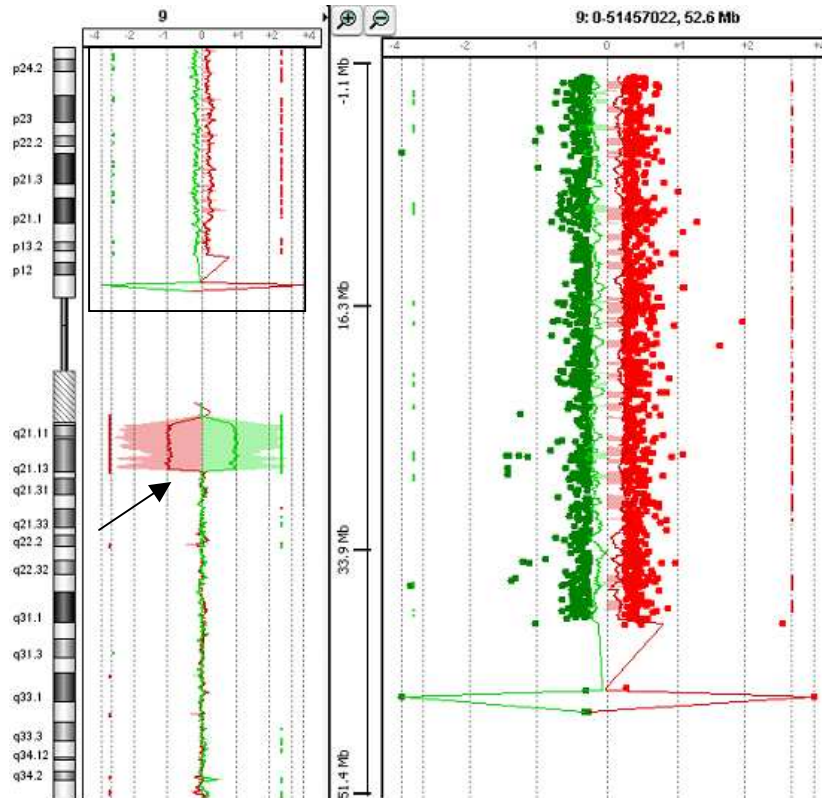 9
-4 -3 -2 -1 0 +1 +2 +4
p24.2
p23
p22.2
p21.3
p21.1
p13.2
p12
q21.11
q21.13
q21.31
q21.33
q22.2
q22.32
q31.1
q31.3
q33.1
q33.3
q34.12
q34.2
-1.1 Mb
16.3 Mb
33.9 Mb
51.4 Mb
9: 0-51457022, 52.6 Mb
-4 -2 -1 0 +1 +2 +4